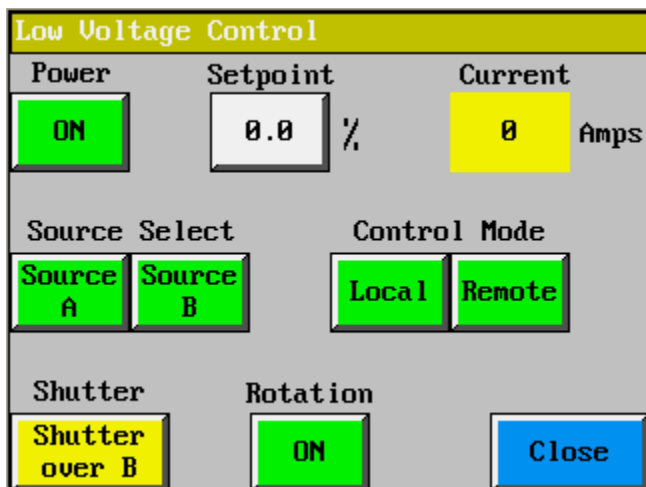 Low Voltage Control
Power Setpoint Current
ON 0.0 % 0 Amps
Source Select Control Mode
Source Source Local Remote
A B
Shutter Rotation
Shutter ON Close
over B